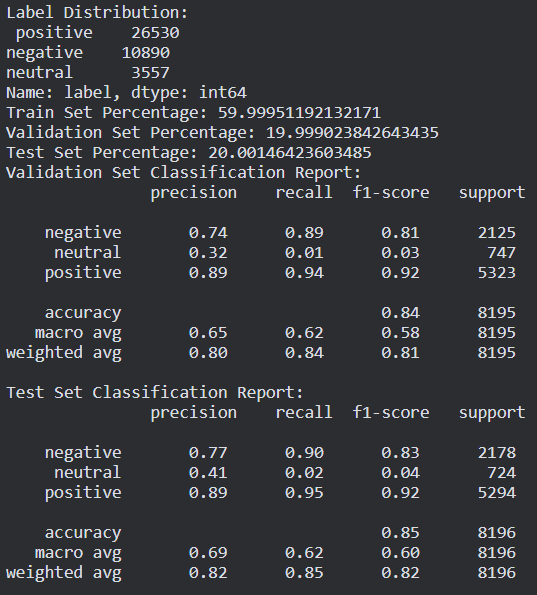 Label Distribution:
positive    26530
negative    10890
neutral      3557
Name: label, dtype: int64
Train Set Percentage: 59.99951192132171
Validation Set Percentage: 19.999023842643435
Test Set Percentage: 20.00146423603485
Validation Set Classification Report:
              precision    recall  f1-score   support
    negative       0.74      0.89      0.81      2125
     neutral       0.32      0.01      0.03       747
    positive       0.89      0.94      0.92      5323
    accuracy                           0.84      8195
   macro avg       0.65      0.62      0.58      8195
weighted avg       0.80      0.84      0.81      8195
Test Set Classification Report:
              precision    recall  f1-score   support
    negative       0.77      0.90      0.83      2178
     neutral       0.41      0.02      0.04       724
    positive       0.89      0.95      0.92      5294
    accuracy                           0.85      8196
   macro avg       0.69      0.62      0.60      8196
weighted avg       0.82      0.85      0.82      8196